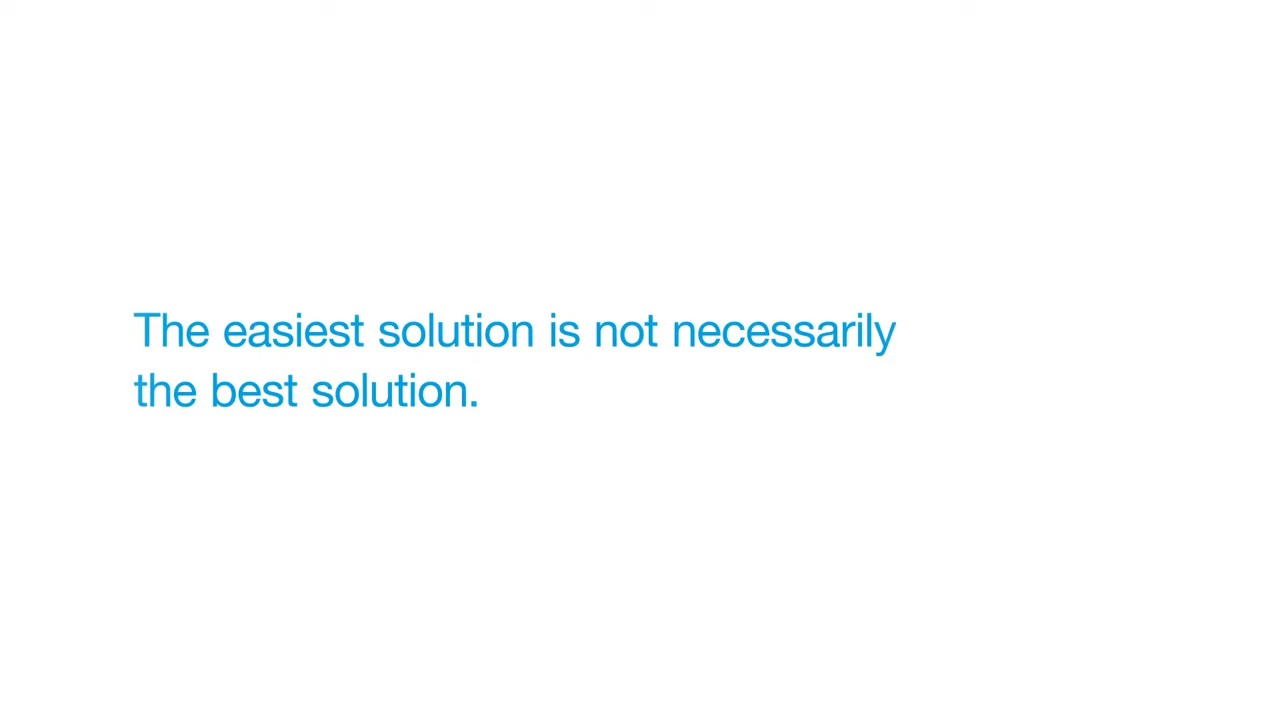 The easiest solution is not necessarily
the best solution.